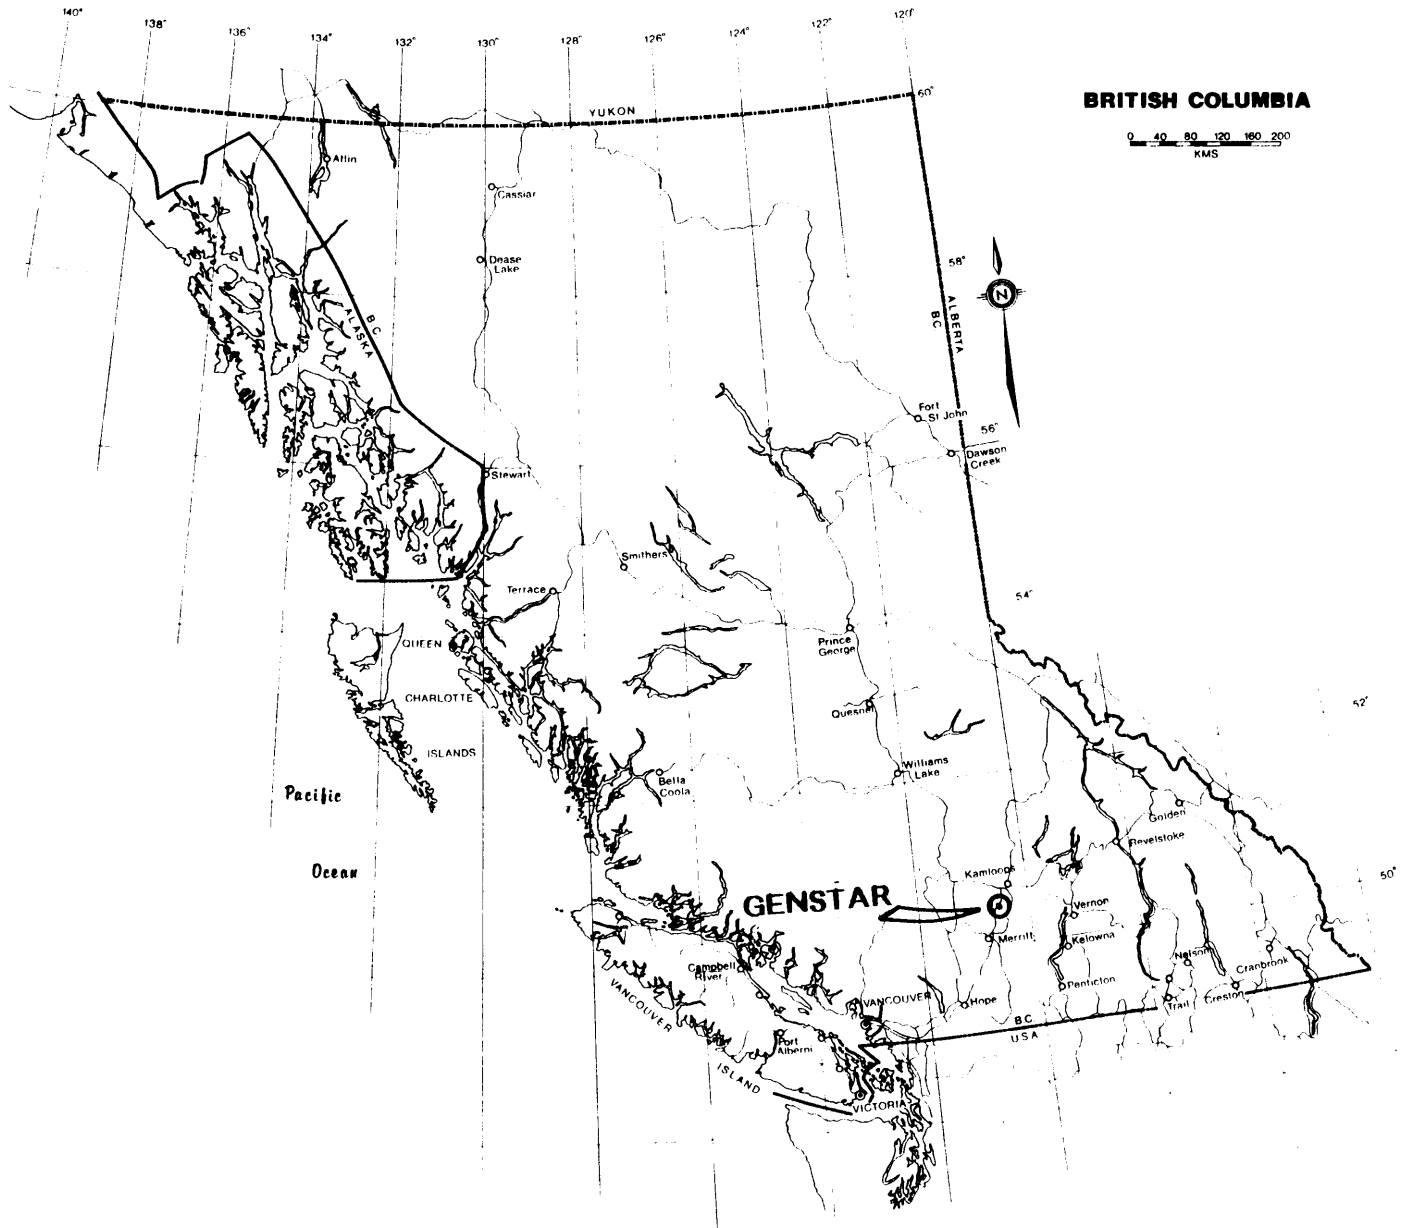 140°
138°
136°
134°
132°
130°
128°
126°
124°
122°
120°
60°
BRITISH COLUMBIA
0 40 80 120 160 200
KMS
YUKON
Atlin
Cassiar
Dease
Lake
58°
B.C.
ALASKA
BC
ALBERTA
N
Fort
St John
56°
Dawson
Creek
Stewart
Smithers
Terrace
54°
Prince
George
QUEEN
CHARLOTTE
ISLANDS
Quesnel
52°
Williams
Lake
Bella
Coola
Pacific
Ocean
Golden
Revelstoke
50°
Kamloops
GENSTAR
Vernon
Merritt
Kelowna
Nelson
Cranbrook
Campbell
River
Penticton
VANCOUVER
VANCOUVER
Hope
Trail
Creston
B.C.
USA
Port
Alberni
ISLAND
VICTORIA